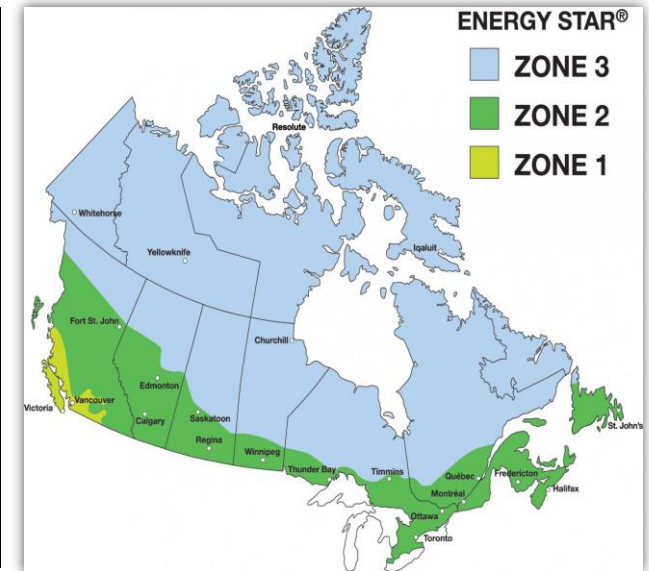 ENERGY STAR®
ZONE 3
ZONE 2
ZONE 1
Resolute
Whitehorse
Yellowknife
Iqaluit
Fort St. John
Churchill
Edmonton
Vancouver
Victoria
Calgary
Saskatoon
Regina
Winnipeg
Thunder Bay
Timmins
Québec
Fredericton
St. John's
Halifax
Montréal
Ottawa
Toronto